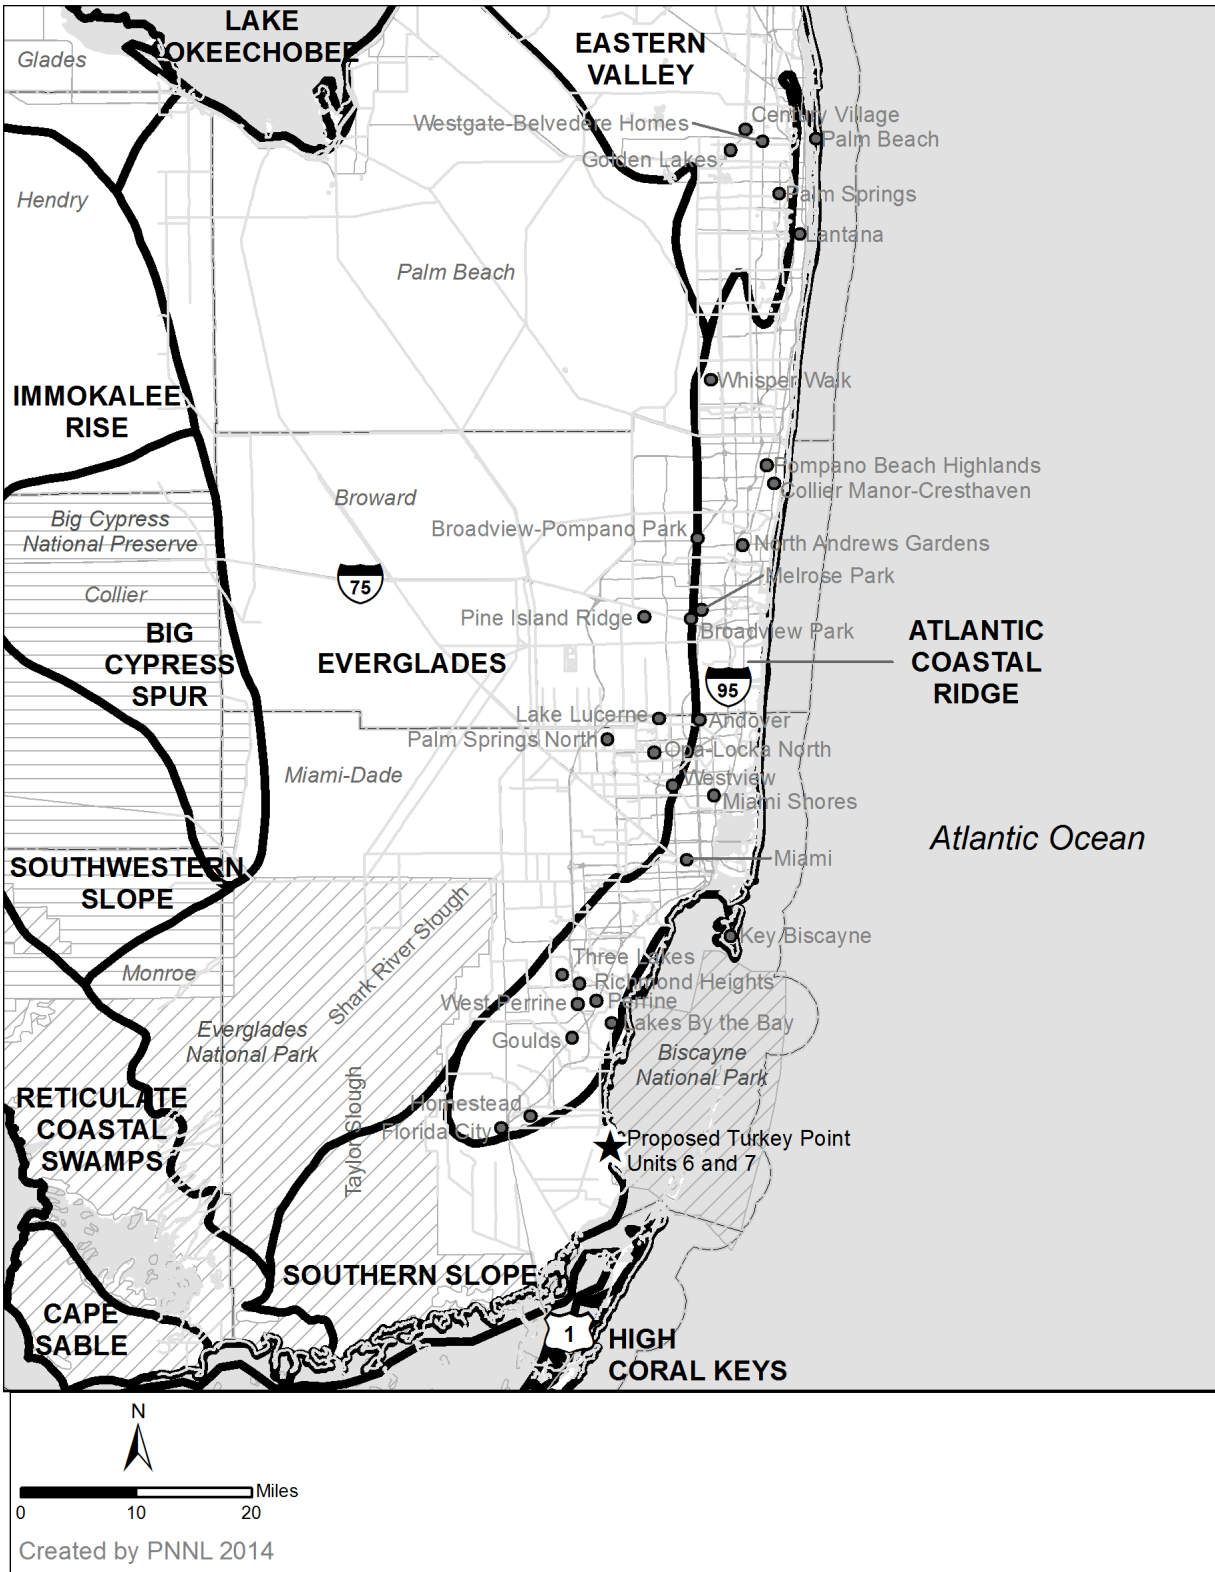 LAKE
OKEECHOBEE
EASTERN
VALLEY
Glades
Century Village
Westgate-Belvedere Homes
Palm Beach
Golden Lakes
Hendry
Palm Springs
Lantana
Palm Beach
Whisper Walk
IMMOKALEE
RISE
Pompano Beach Highlands
Collier Manor-Cresthaven
Broward
Big Cypress
National Preserve
Broadview-Pompano Park
North Andrews Gardens
75
Melrose Park
Collier
Pine Island Ridge
Broadview Park
BIG
CYPRESS
SPUR
EVERGLADES
ATLANTIC
COASTAL
RIDGE
95
Lake Lucerne
Andover
Palm Springs North
Opa-Locka North
Miami-Dade
Westview
Miami Shores
Atlantic Ocean
Miami
SOUTHWESTERN
SLOPE
Shark River Slough
Key Biscayne
Three Lakes
Monroe
Richmond Heights
West Perrine
Perrine
Lakes By the Bay
Everglades
National Park
Goulds
Biscayne
National Park
RETICULATE
COASTAL
SWAMPS
Taylor Slough
Homestead
Florida City
Proposed Turkey Point
Units 6 and 7
SOUTHERN SLOPE
CAPE
SABLE
1
HIGH
CORAL KEYS
N
Miles
0 10 20
Created by PNNL 2014